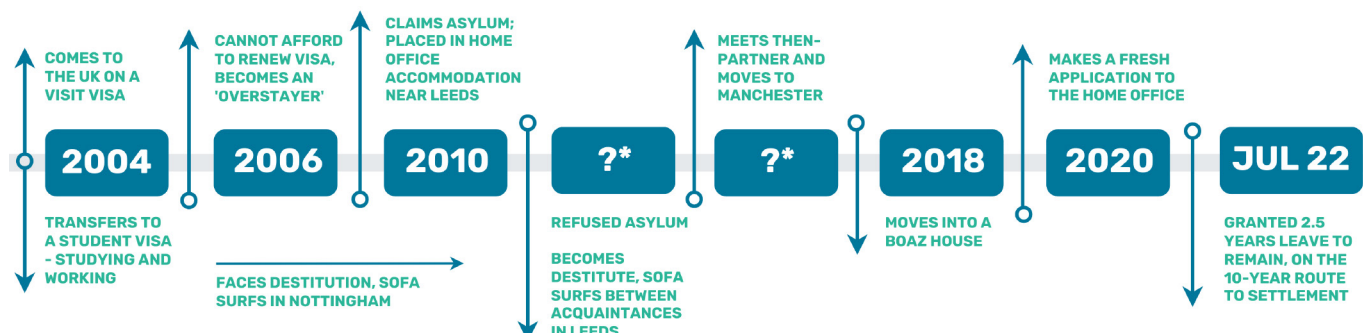 COMES TO
THE UK ON A
VISIT VISA
2004
TRANSFERS TO
A STUDENT VISA
- STUDYING AND
WORKING
CANNOT AFFORD
TO RENEW VISA,
BECOMES AN
'OVERSTAYER'
2006
FACES DESTITUTION, SOFA
SURFS IN NOTTINGHAM
CLAIMS ASYLUM;
PLACED IN HOME
OFFICE
ACCOMMODATION
NEAR LEEDS
2010
?*
REFUSED ASYLUM
BECOMES
DESTITUTE, SOFA
SURFS BETWEEN
ACQUAINTANCES
IN LEEDS
MEETS THEN-
PARTNER AND
MOVES TO
MANCHESTER
?*
2018
MOVES INTO A
BOAZ HOUSE
MAKES A FRESH
APPLICATION TO
THE HOME OFFICE
2020
JUL 22
GRANTED 2.5
YEARS LEAVE TO
REMAIN, ON THE
10-YEAR ROUTE
TO SETTLEMENT